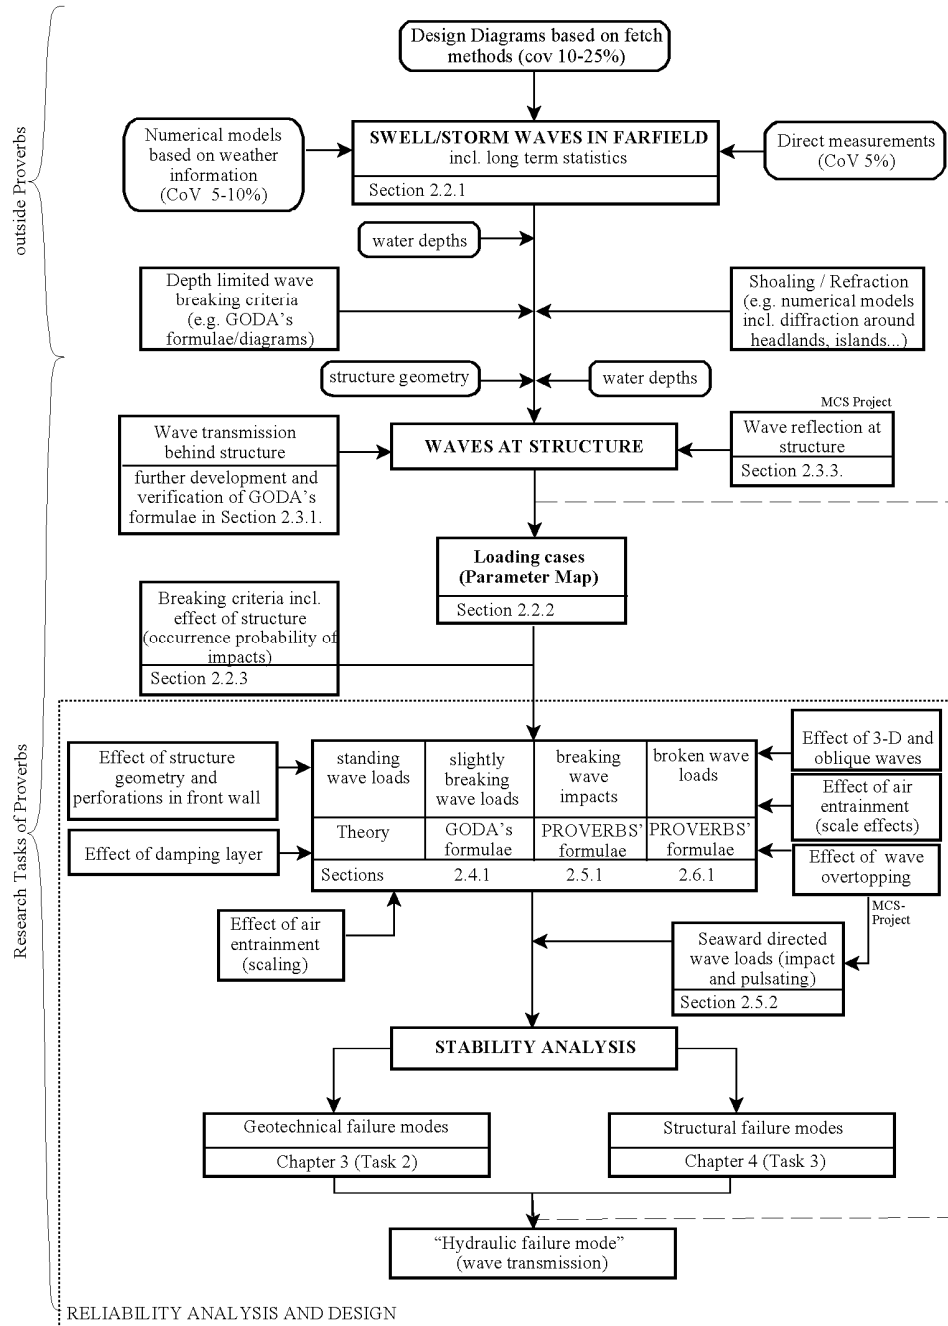 Design Diagrams based on fetch
methods (cov 10-25%)
Numerical models
based on weather
information
(CoV 5-10%)
SWELL/STORM WAVES IN FARFIELD
incl. long term statistics
Section 2.2.1
Direct measurements
(CoV 5%)
outside Proverbs
water depths
Depth limited wave
breaking criteria
(e.g. GODA's
formulae/diagrams)
Shoaling / Refraction
(e.g. numerical models
incl. diffraction around
headlands, islands...)
structure geometry
water depths
MCS Project
Wave transmission
behind structure
further development and
verification of GODA's
formulae in Section 2.3.1.
WAVES AT STRUCTURE
Wave reflection at
structure
Section 2.3.3.
Loading cases
(Parameter Map)
Section 2.2.2
Breaking criteria incl.
effect of structure
(occurrence probability of
impacts)
Section 2.2.3
Research Tasks of Proverbs
Effect of structure
geometry and
perforations in front wall
Effect of damping layer
standing
wave loads
slightly
breaking
wave loads
breaking
wave
impacts
broken wave
loads
Theory
GODA's
formulae
PROVERBS'
formulae
PROVERBS'
formulae
Sections
2.4.1
2.5.1
2.6.1
Effect of 3-D and
oblique waves
Effect of air
entrainment
(scale effects)
Effect of wave
overtopping
MCS-
Project
Effect of air
entrainment
(scaling)
Seaward directed
wave loads (impact
and pulsating)
Section 2.5.2
STABILITY ANALYSIS
Geotechnical failure modes
Chapter 3 (Task 2)
Structural failure modes
Chapter 4 (Task 3)
“Hydraulic failure mode”
(wave transmission)
RELIABILITY ANALYSIS AND DESIGN